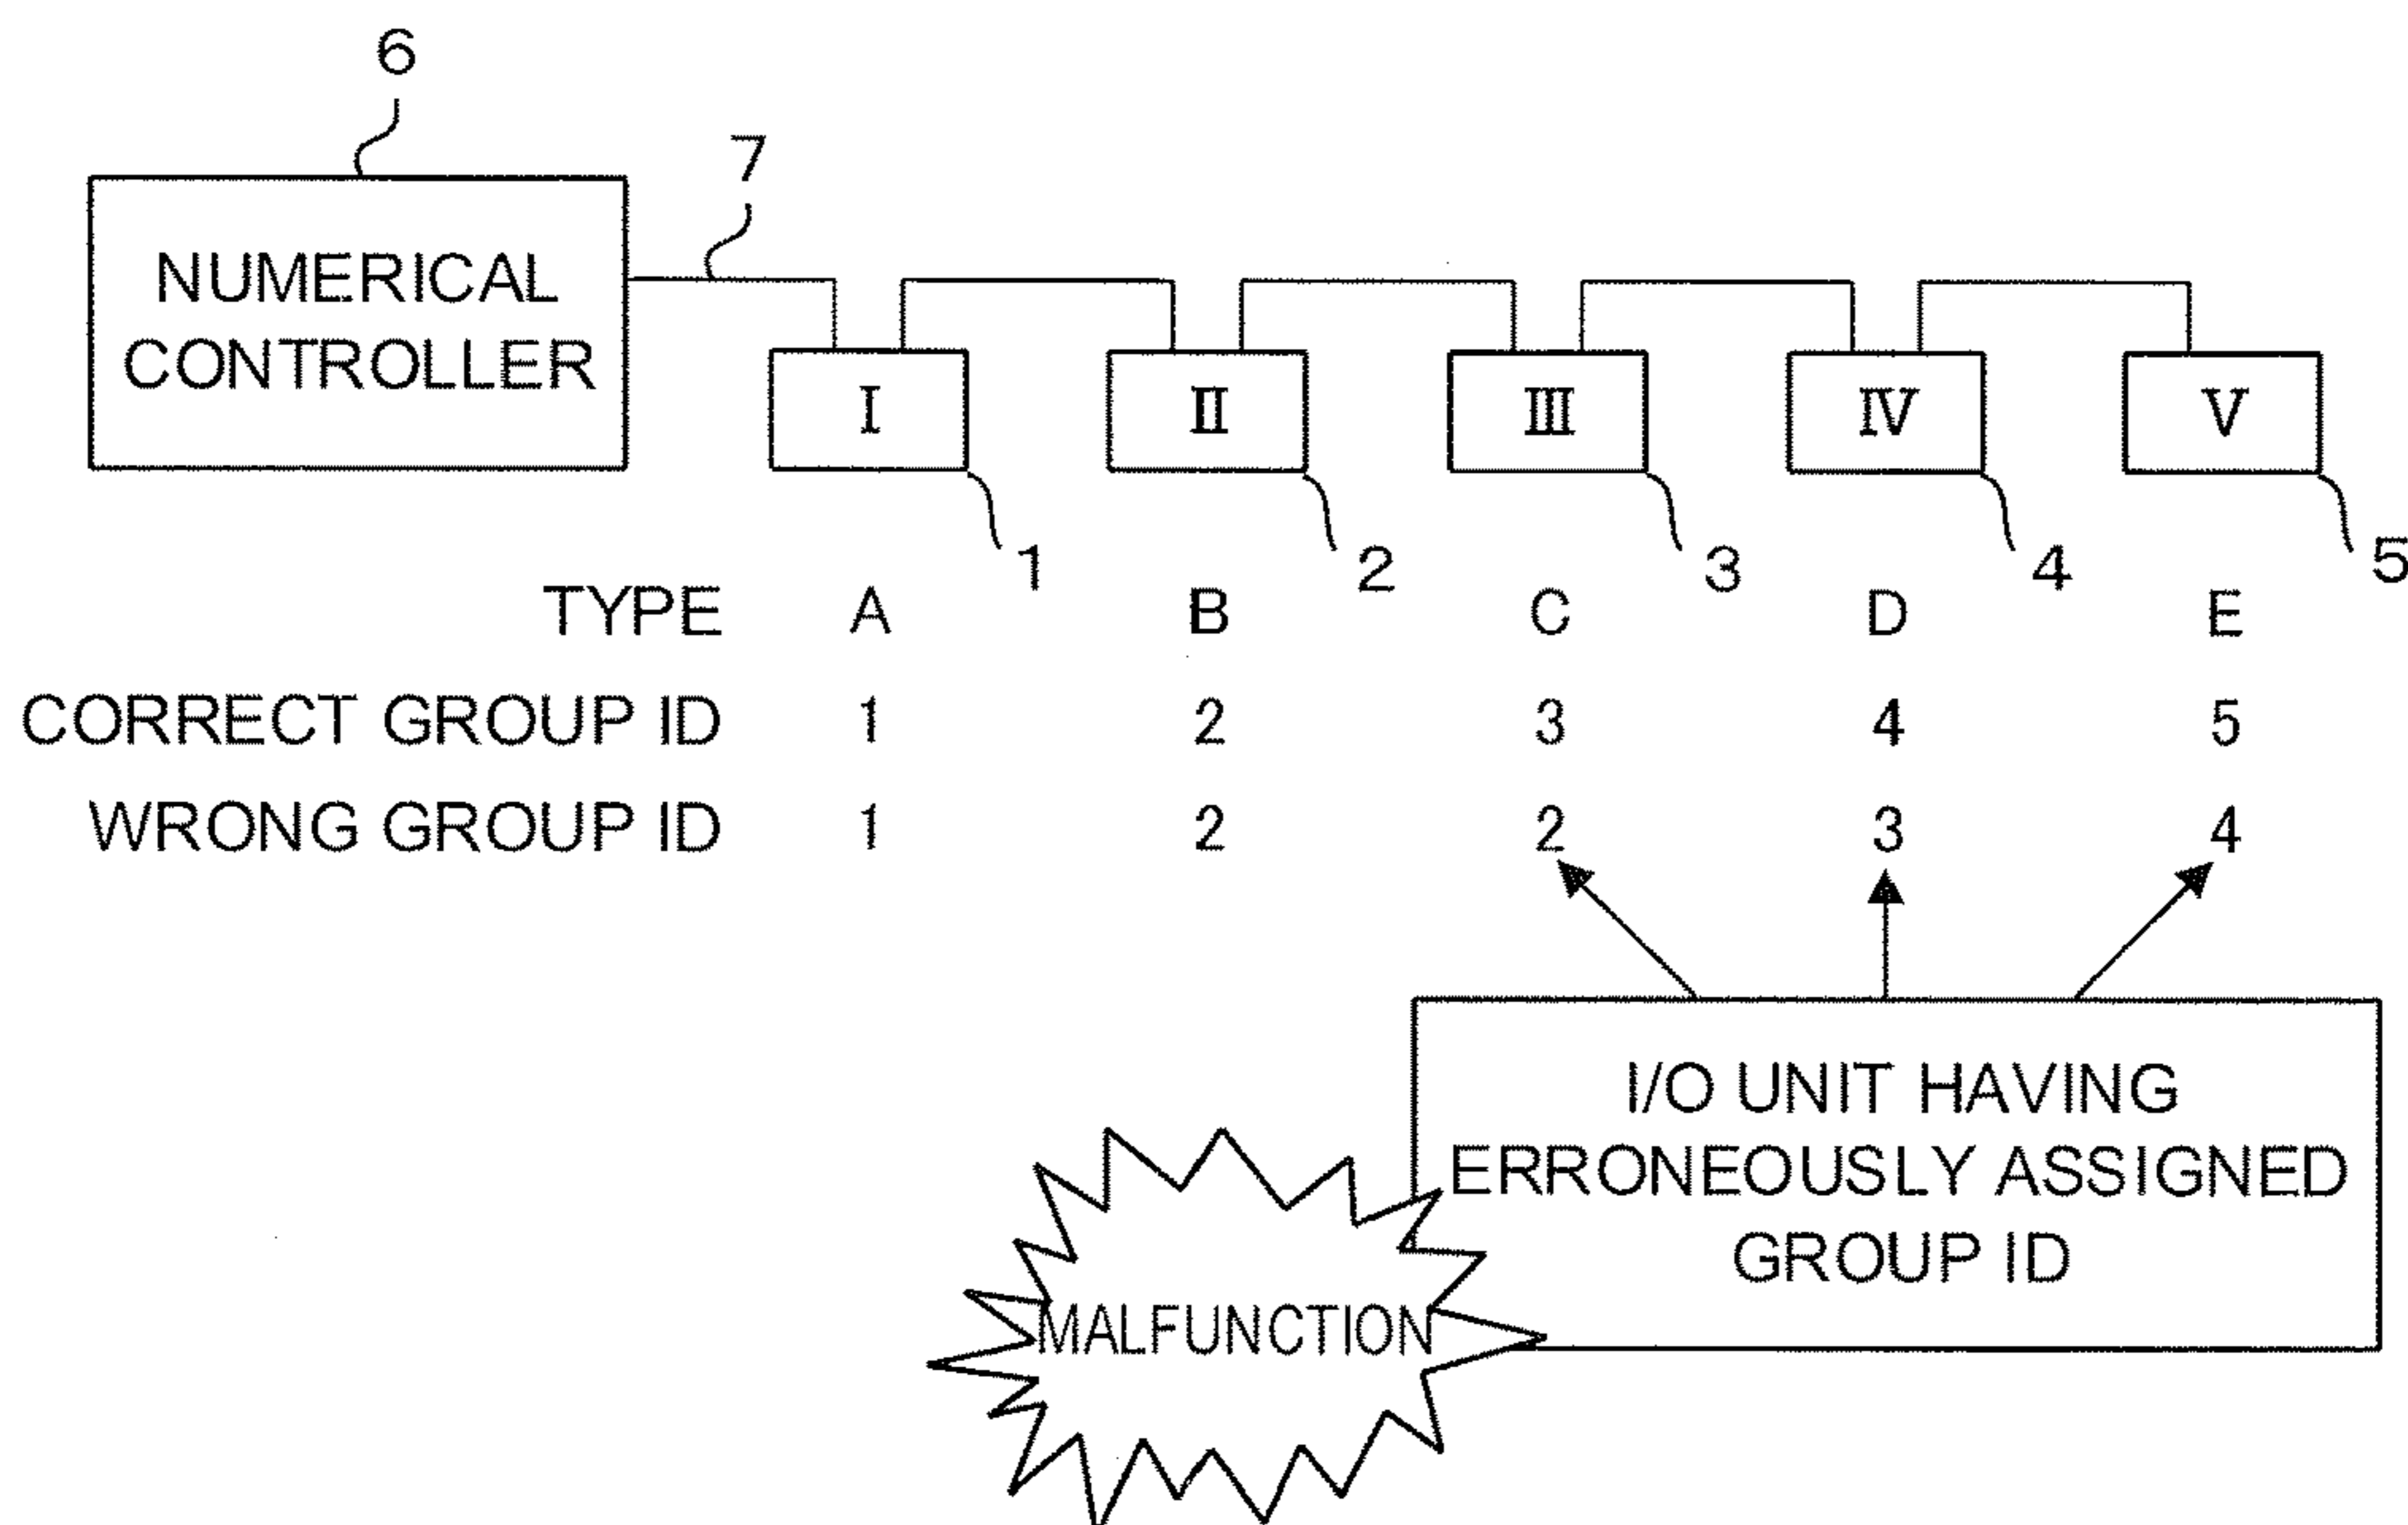 6
7
NUMERICAL
CONTROLLER
I II III IV V
1 2 3 4 5
TYPE A B C D E
CORRECT GROUP ID 1 2 3 4 5
WRONG GROUP ID 1 2 2 3 4
I/O UNIT HAVING
ERRONEOUSLY ASSIGNED
GROUP ID
MALFUNCTION